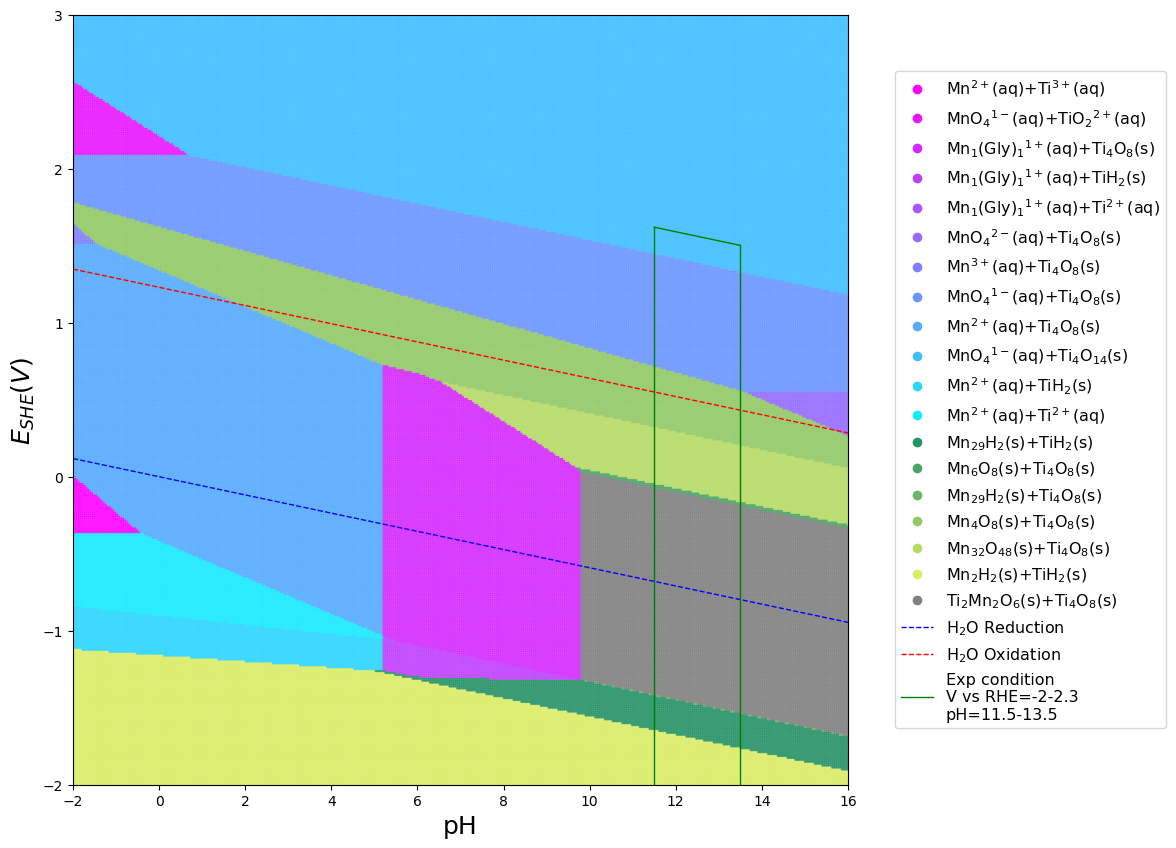 3
2
1
0
−1
−2
−2 0 2 4 6 8 10 12 14 16
E_SHE(V)
pH
Mn²⁺(aq)+Ti³⁺(aq)
MnO₄¹⁻(aq)+TiO₂²⁺(aq)
Mn₁(Gly)₁¹⁺(aq)+Ti₄O₈(s)
Mn₁(Gly)₁¹⁺(aq)+TiH₂(s)
Mn₁(Gly)₁¹⁺(aq)+Ti²⁺(aq)
MnO₄²⁻(aq)+Ti₄O₈(s)
Mn³⁺(aq)+Ti₄O₈(s)
MnO₄¹⁻(aq)+Ti₄O₈(s)
Mn²⁺(aq)+Ti₄O₈(s)
MnO₄¹⁻(aq)+Ti₄O₁₄(s)
Mn²⁺(aq)+TiH₂(s)
Mn²⁺(aq)+Ti²⁺(aq)
Mn₂₉H₂(s)+TiH₂(s)
Mn₆O₈(s)+Ti₄O₈(s)
Mn₂₉H₂(s)+Ti₄O₈(s)
Mn₄O₈(s)+Ti₄O₈(s)
Mn₃₂O₄₈(s)+Ti₄O₈(s)
Mn₂H₂(s)+TiH₂(s)
Ti₂Mn₂O₆(s)+Ti₄O₈(s)
H₂O Reduction
H₂O Oxidation
Exp condition
V vs RHE=-2-2.3
pH=11.5-13.5